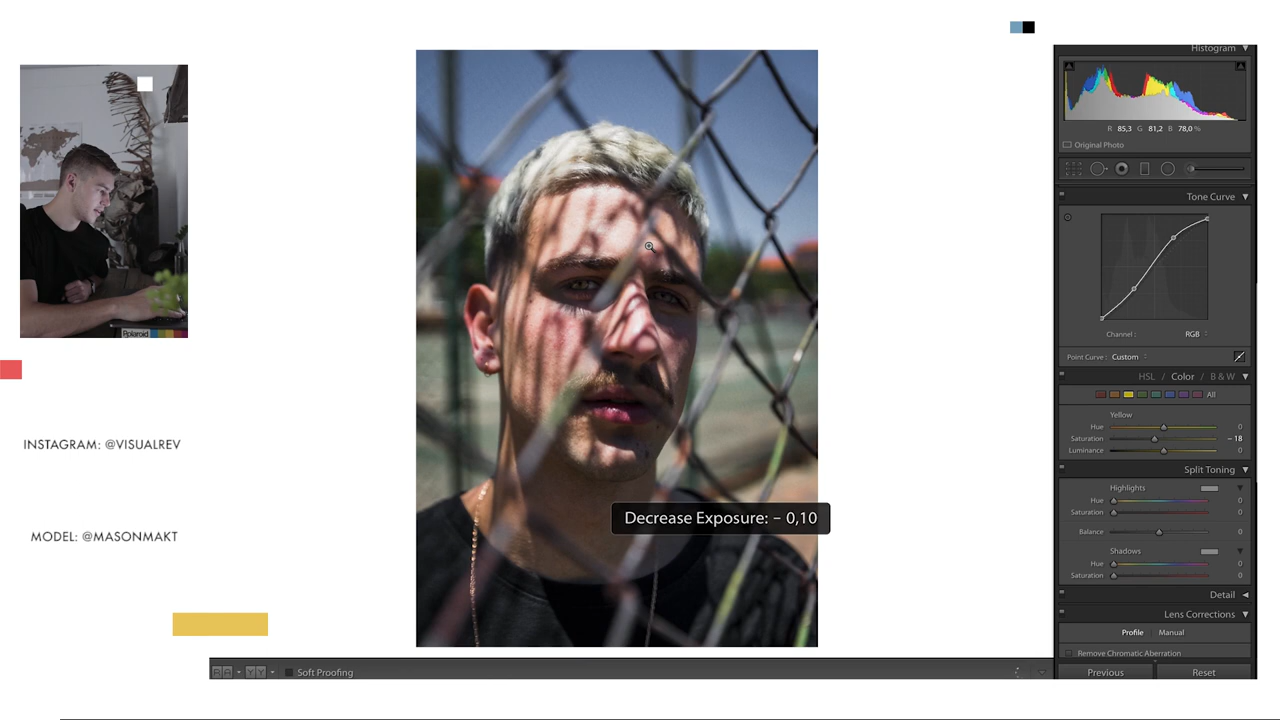 Polaroid
INSTAGRAM: @VISUALREV
MODEL: @MASONMAKT
Decrease Exposure: – 0,10
Soft Proofing
Histogram
R 85,3 G 81,2 B 78,0 %
Original Photo
Tone Curve
Channel : RGB
Point Curve : Custom
HSL / Color / B & W
All
Yellow
Hue 0
Saturation – 18
Luminance 0
Split Toning
Highlights
Hue 0
Saturation 0
Balance 0
Shadows
Hue 0
Saturation 0
Detail
Lens Corrections
Profile Manual
Remove Chromatic Aberration
Previous Reset